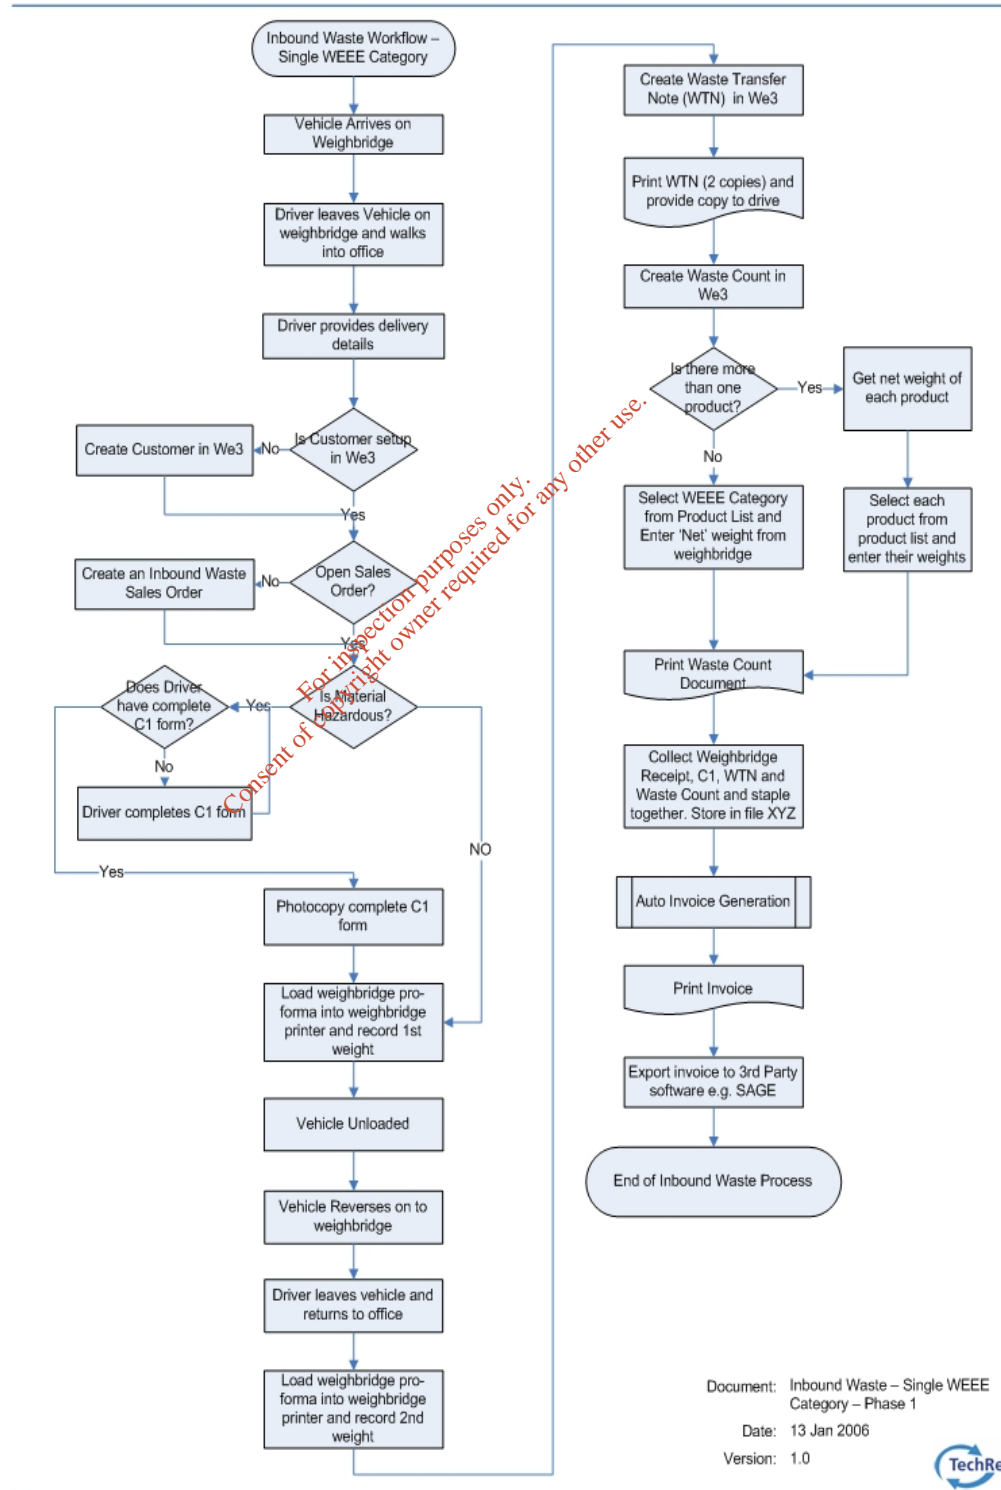 Inbound Waste Workflow –
Single WEEE Category
Vehicle Arrives on
Weighbridge
Driver leaves Vehicle on
weighbridge and walks
into office
Driver provides delivery
details
Is Customer setup
in We3
No
Create Customer in We3
Yes
Open Sales
Order?
No
Create an Inbound Waste
Sales Order
Yes
Is Material
Hazardous?
Yes
Does Driver
have complete
C1 form?
No
Driver completes C1 form
NO
Yes
Photocopy complete C1
form
Load weighbridge pro-
forma into weighbridge
printer and record 1st
weight
Vehicle Unloaded
Vehicle Reverses on to
weighbridge
Driver leaves vehicle and
returns to office
Load weighbridge pro-
forma into weighbridge
printer and record 2nd
weight
Create Waste Transfer
Note (WTN) in We3
Print WTN (2 copies) and
provide copy to drive
Create Waste Count in
We3
Is there more
than one
product?
Yes
Get net weight of
each product
No
Select WEEE Category
from Product List and
Enter 'Net' weight from
weighbridge
Select each
product from
product list and
enter their weights
Print Waste Count
Document
Collect Weighbridge
Receipt, C1, WTN and
Waste Count and staple
together. Store in file XYZ
Auto Invoice Generation
Print Invoice
Export invoice to 3rd Party
software e.g. SAGE
End of Inbound Waste Process
For inspection purposes only.
Consent of copyright owner required for any other use.
Document: Inbound Waste – Single WEEE
Category – Phase 1
Date: 13 Jan 2006
Version: 1.0
TechRe